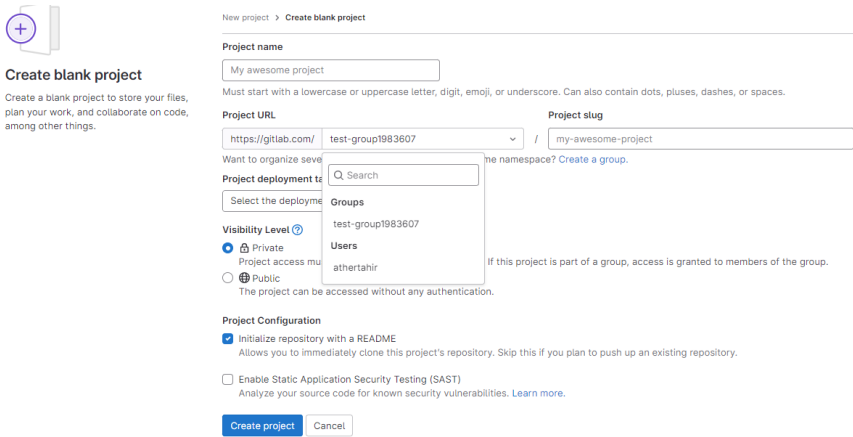 Create blank project
Create a blank project to store your files,
plan your work, and collaborate on code,
among other things.
New project > Create blank project
Project name
My awesome project
Must start with a lowercase or uppercase letter, digit, emoji, or underscore. Can also contain dots, pluses, dashes, or spaces.
Project URL
Project slug
https://gitlab.com/ test-group1983607 / my-awesome-project
Want to organize seve me namespace? Create a group.
Search
Groups
test-group1983607
Users
athertahir
Project deployment ta
Select the deployme
Visibility Level
Private
Project access mu If this project is part of a group, access is granted to members of the group.
Public
The project can be accessed without any authentication.
Project Configuration
Initialize repository with a README
Allows you to immediately clone this project's repository. Skip this if you plan to push up an existing repository.
Enable Static Application Security Testing (SAST)
Analyze your source code for known security vulnerabilities. Learn more.
Create project Cancel